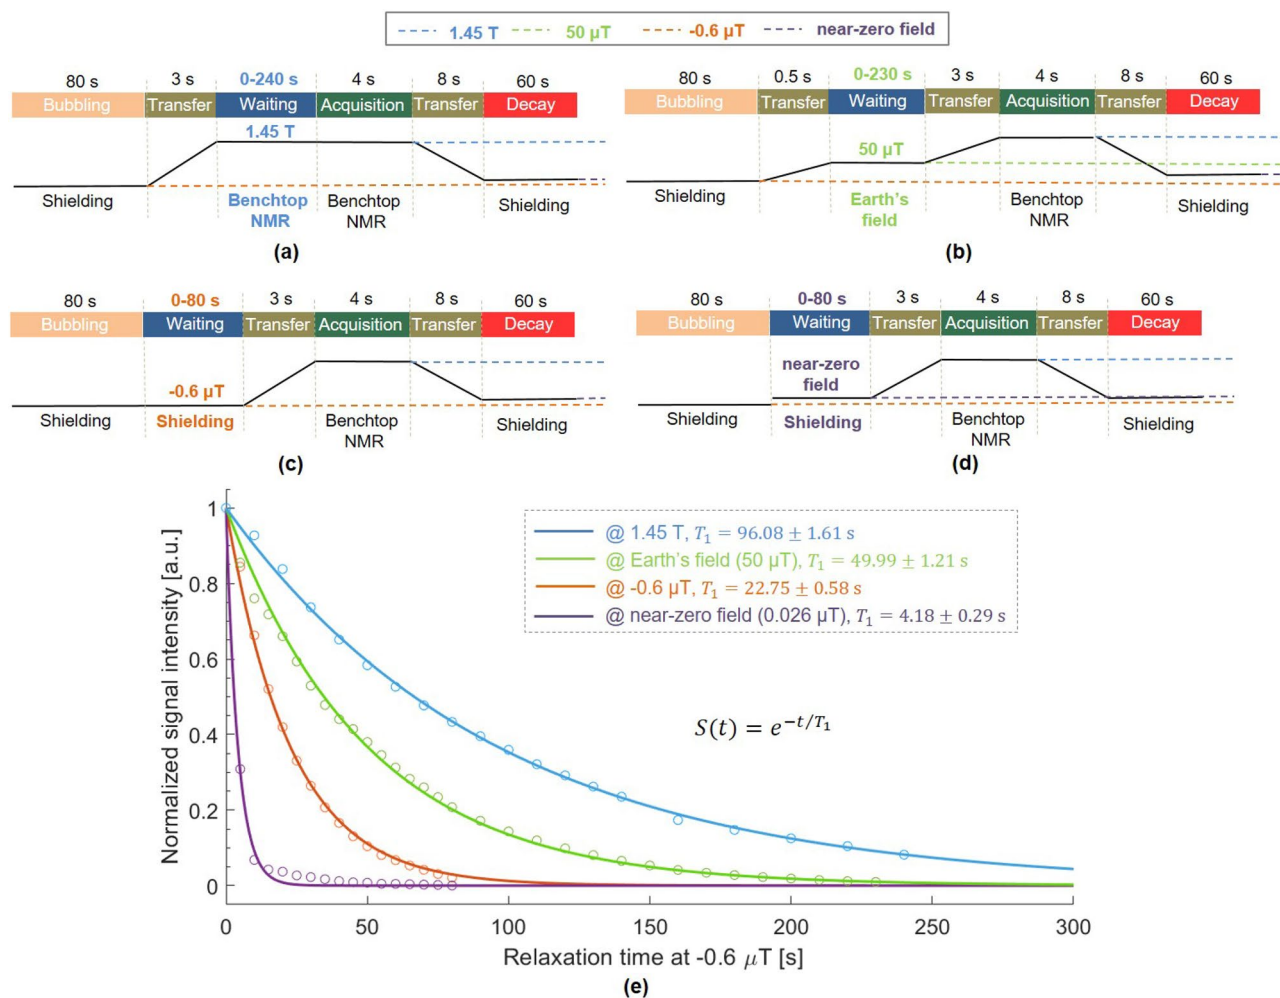 1.45 T 50 µT -0.6 µT near-zero field
80 s 3 s 0-240 s 4 s 8 s 60 s
Bubbling Transfer Waiting Acquisition Transfer Decay
1.45 T
Shielding Benchtop NMR Benchtop NMR Shielding
(a)
80 s 0.5 s 0-230 s 3 s 4 s 8 s 60 s
Bubbling Transfer Waiting Transfer Acquisition Transfer Decay
50 µT
Shielding Earth's field Benchtop NMR Shielding
(b)
80 s 0-80 s 3 s 4 s 8 s 60 s
Bubbling Waiting Transfer Acquisition Transfer Decay
-0.6 µT
Shielding Shielding Benchtop NMR Shielding
(c)
80 s 0-80 s 3 s 4 s 8 s 60 s
Bubbling Waiting Transfer Acquisition Transfer Decay
near-zero field
Shielding Shielding Benchtop NMR Shielding
(d)
@ 1.45 T, T₁ = 96.08 ± 1.61 s
@ Earth's field (50 µT), T₁ = 49.99 ± 1.21 s
@ -0.6 µT, T₁ = 22.75 ± 0.58 s
@ near-zero field (0.026 µT), T₁ = 4.18 ± 0.29 s
S(t) = e^{-t/T₁}
Normalized signal intensity [a.u.]
1
0.8
0.6
0.4
0.2
0
0 50 100 150 200 250 300
Relaxation time at -0.6 µT [s]
(e)